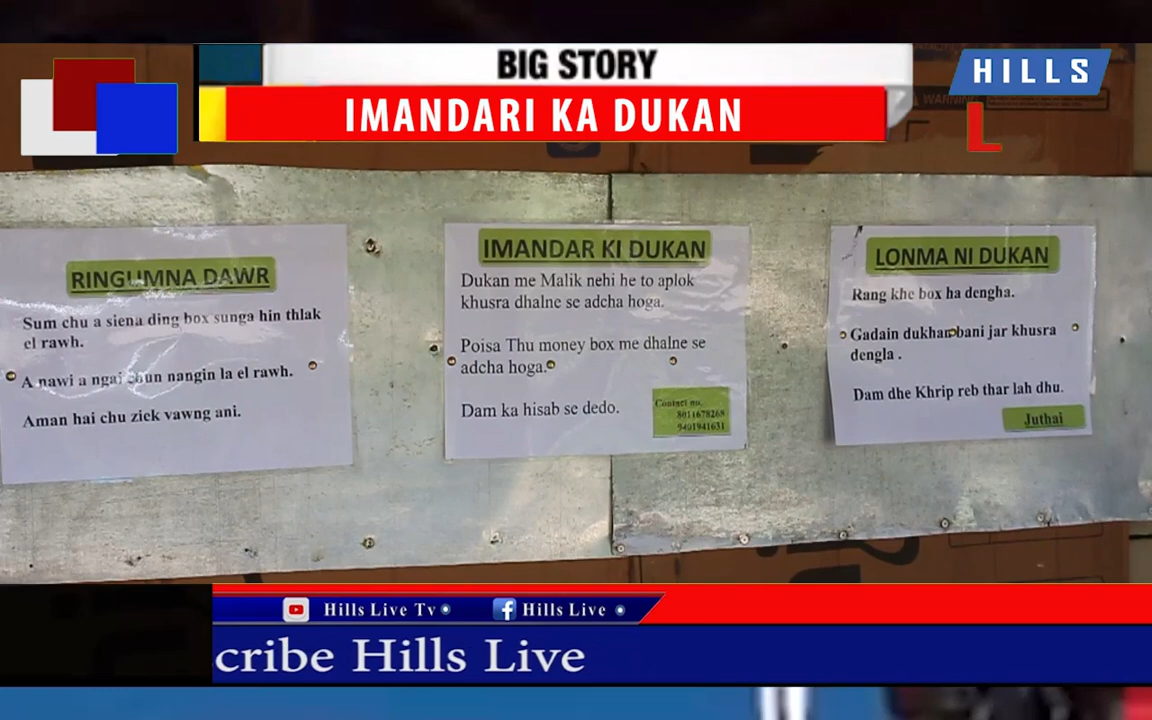 BIG STORY
IMANDARI KA DUKAN
HILLS
L
WARNING
RINGUMNA DAWR
Sum chu a siena ding box sunga hin thlak
el rawh.
A nawi a ngai chun nangin la el rawh.
Aman hai chu ziek vawng ani.
IMANDAR KI DUKAN
Dukan me Malik nehi he to aplok
khusra dhalne se adcha hoga.
Poisa Thu money box me dhalne se
adcha hoga.
Dam ka hisab se dedo.
Contact no.
8011678268
9401941631
LONMA NI DUKAN
Rang khe box ha dengha.
Gadain dukhan bani jar khusra
dengla .
Dam dhe Khrip reb thar lah dhu.
Juthai
Hills Live Tv
Hills Live
cribe Hills Live